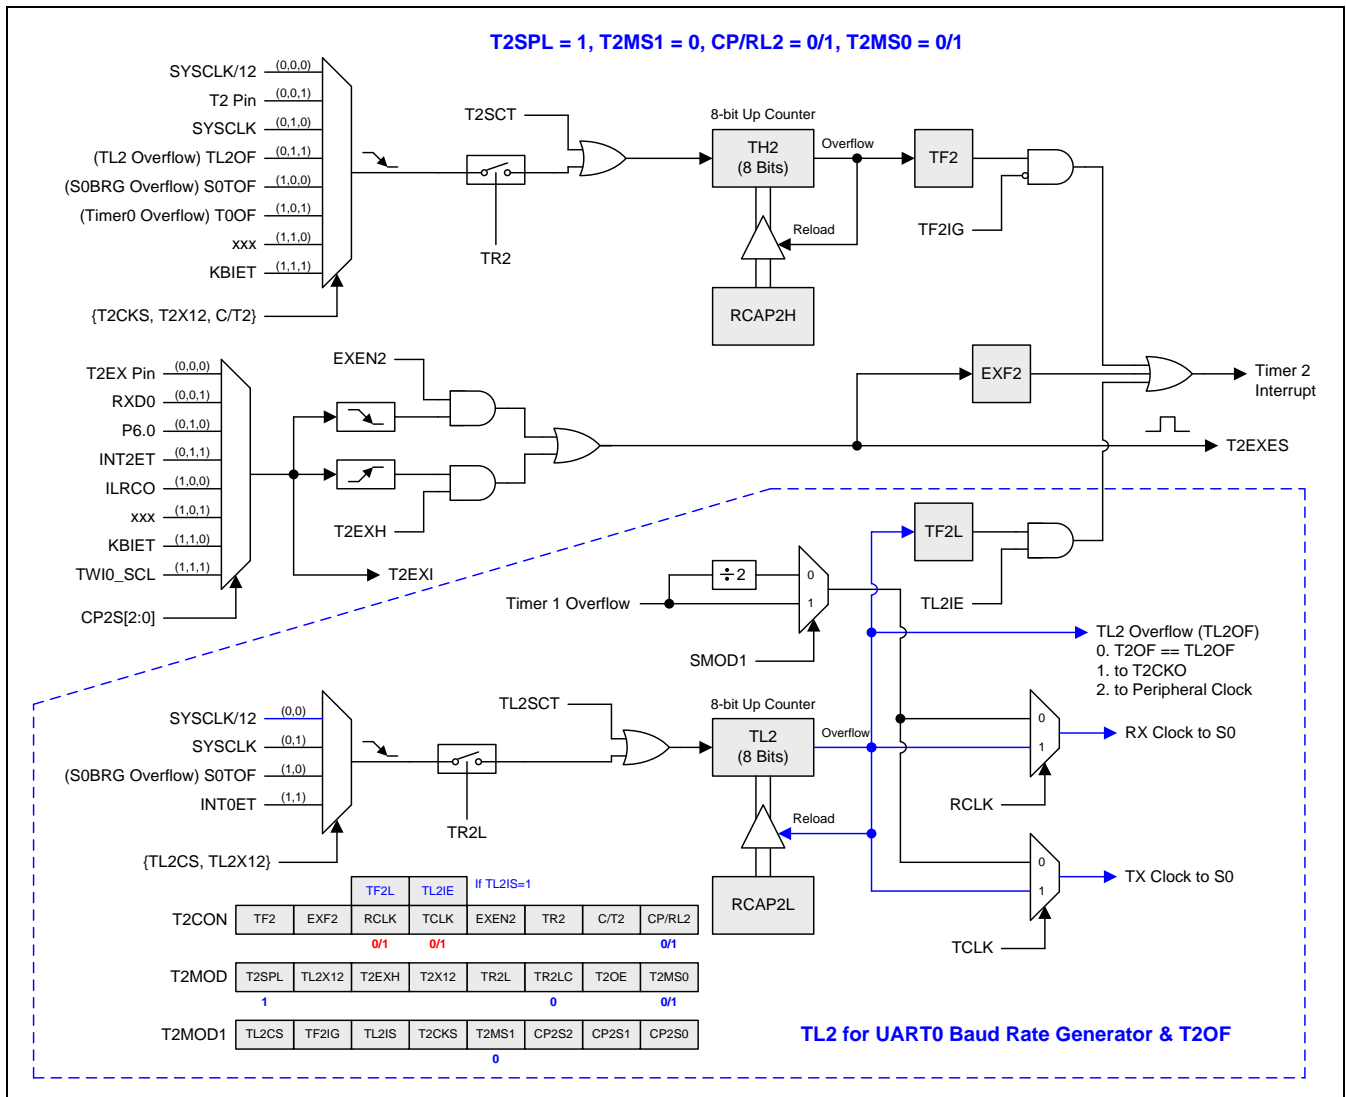 T2SPL = 1, T2MS1 = 0, CP/RL2 = 0/1, T2MS0 = 0/1
SYSCLK/12 (0,0,0)
T2 Pin (0,0,1)
SYSCLK (0,1,0)
(TL2 Overflow) TL2OF (0,1,1)
(S0BRG Overflow) S0TOF (1,0,0)
(Timer0 Overflow) T0OF (1,0,1)
xxx (1,1,0)
KBIET (1,1,1)
{T2CKS, T2X12, C/T2}
T2SCT
TR2
8-bit Up Counter
TH2
(8 Bits)
Overflow
Reload
RCAP2H
TF2
TF2IG
T2EX Pin (0,0,0)
RXD0 (0,0,1)
P6.0 (0,1,0)
INT2ET (0,1,1)
ILRCO (1,0,0)
xxx (1,0,1)
KBIET (1,1,0)
TWI0_SCL (1,1,1)
CP2S[2:0]
EXEN2
T2EXH
T2EXI
EXF2
Timer 2
Interrupt
T2EXES
TF2L
TL2IE
Timer 1 Overflow
÷2
0
1
SMOD1
TL2 Overflow (TL2OF)
0. T2OF == TL2OF
1. to T2CKO
2. to Peripheral Clock
SYSCLK/12 (0,0)
SYSCLK (0,1)
(S0BRG Overflow) S0TOF (1,0)
INT0ET (1,1)
{TL2CS, TL2X12}
TL2SCT
TR2L
8-bit Up Counter
TL2
(8 Bits)
Overflow
Reload
RCAP2L
0
1
RX Clock to S0
RCLK
0
1
TX Clock to S0
TCLK
TF2L TL2IE If TL2IS=1
T2CON TF2 EXF2 RCLK TCLK EXEN2 TR2 C/T2 CP/RL2
0/1 0/1 0/1
T2MOD T2SPL TL2X12 T2EXH T2X12 TR2L TR2LC T2OE T2MS0
1 0 0/1
T2MOD1 TL2CS TF2IG TL2IS T2CKS T2MS1 CP2S2 CP2S1 CP2S0
0
TL2 for UART0 Baud Rate Generator & T2OF